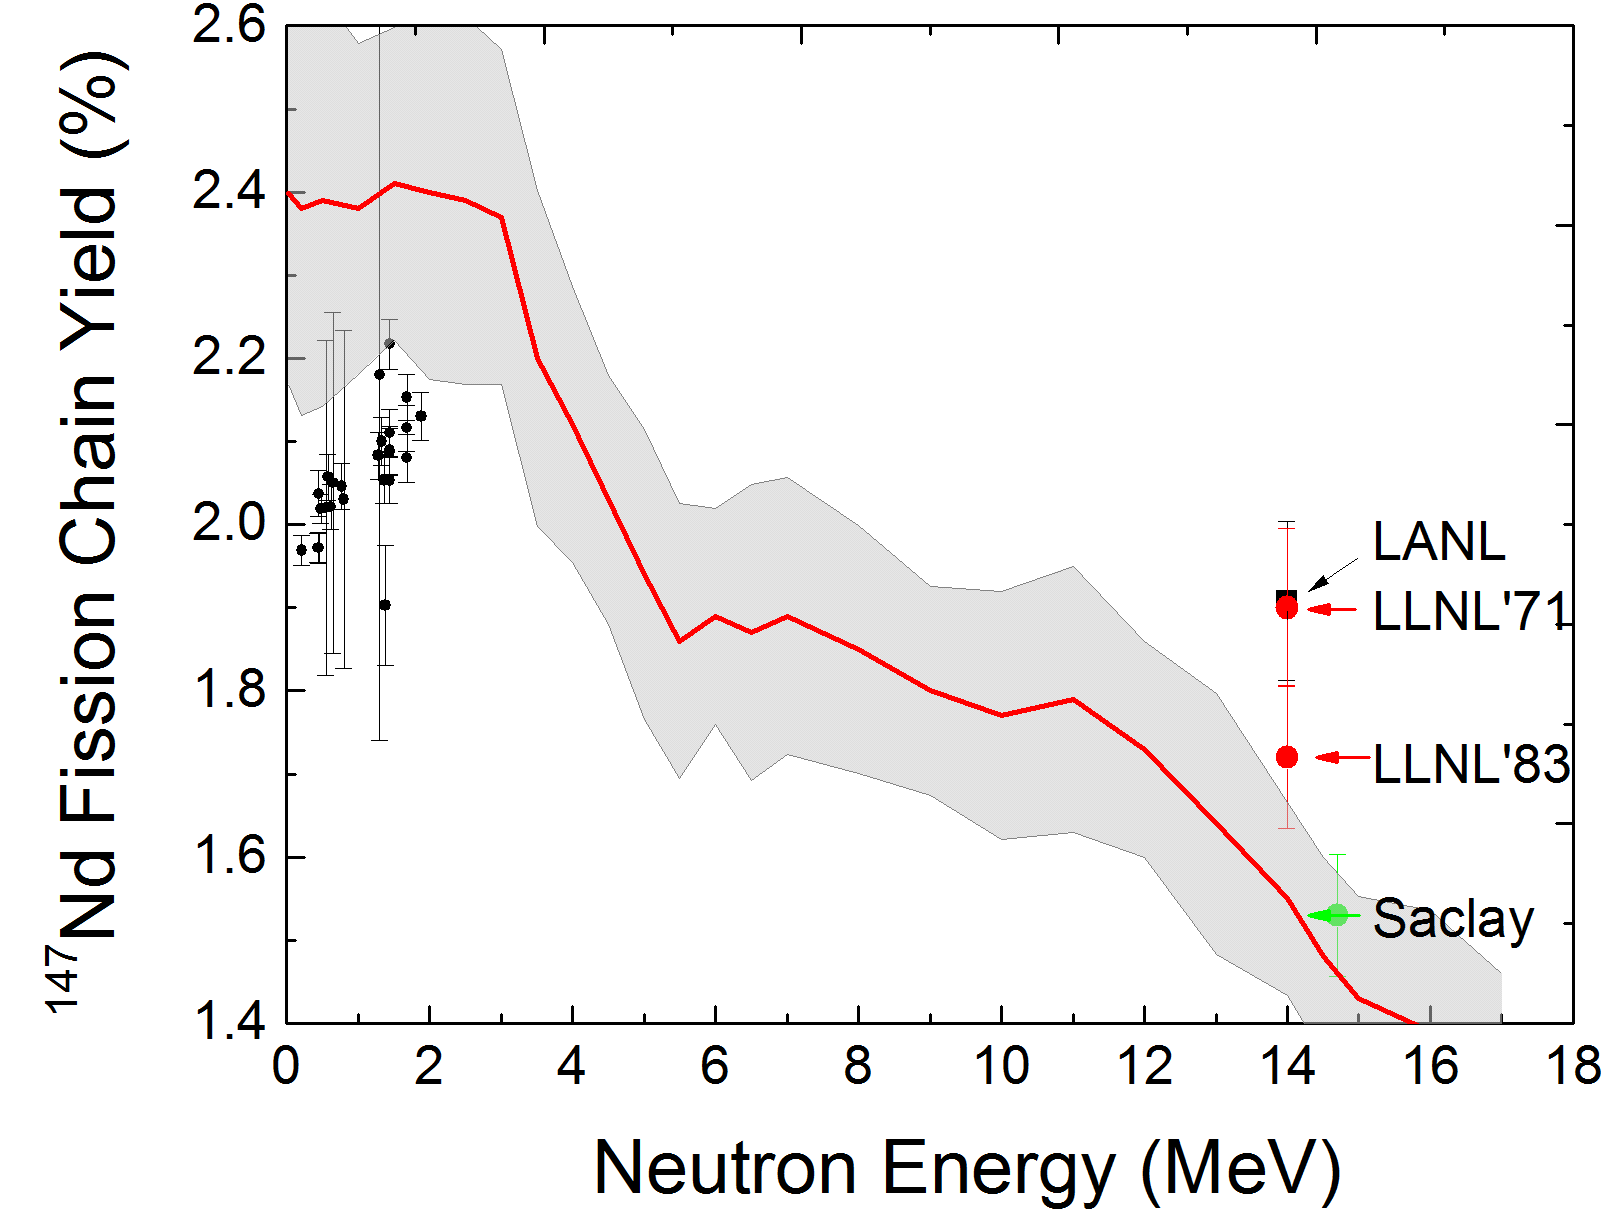 2.6
2.4
2.2
2.0
1.8
1.6
1.4
147Nd Fission Chain Yield (%)
LANL
LLNL'71
LLNL'83
Saclay
0 2 4 6 8 10 12 14 16 18
Neutron Energy (MeV)